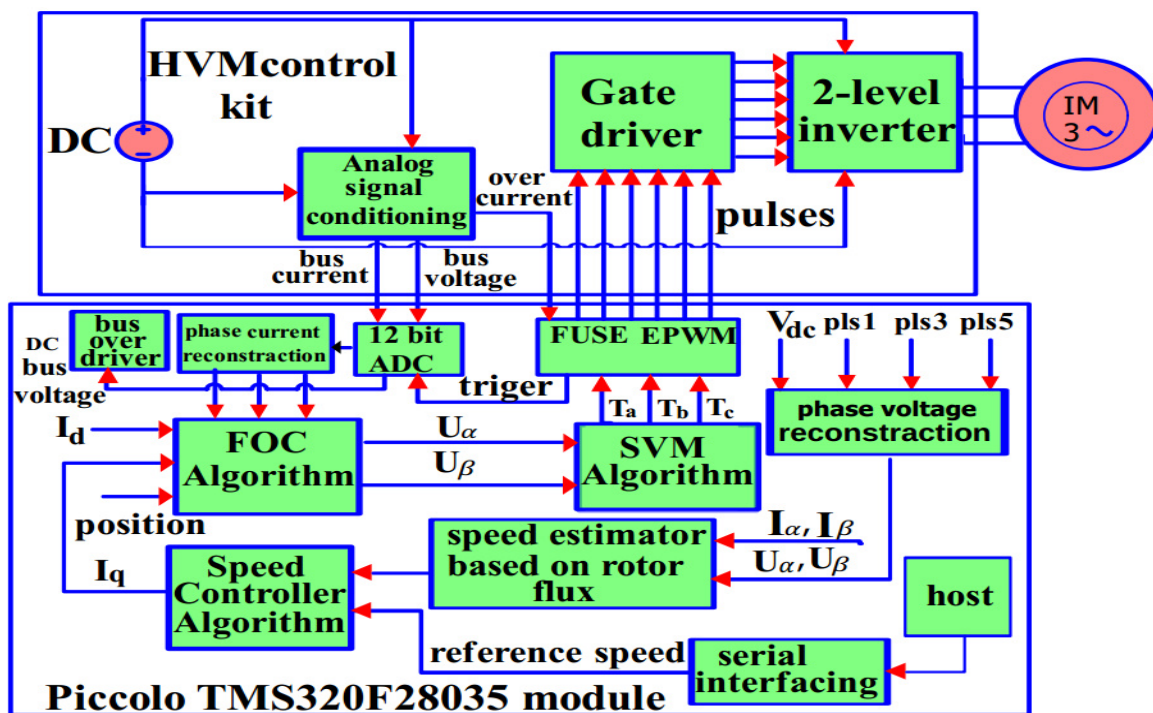 HVMcontrol
kit
DC
+
−
Gate
driver
2-level
inverter
IM
3~
Analog
signal
conditioning
over
current
pulses
bus
current
bus
voltage
bus
over
driver
phase current
reconstraction
12 bit
ADC
FUSE EPWM
Vdc pls1 pls3 pls5
DC
bus
voltage
triger
Ta Tb Tc
phase voltage
reconstraction
Id
FOC
Algorithm
Uα
Uβ
SVM
Algorithm
position
Iq
Speed
Controller
Algorithm
speed estimator
based on rotor
flux
Iα, Iβ
Uα, Uβ
host
reference speed
serial
interfacing
Piccolo TMS320F28035 module